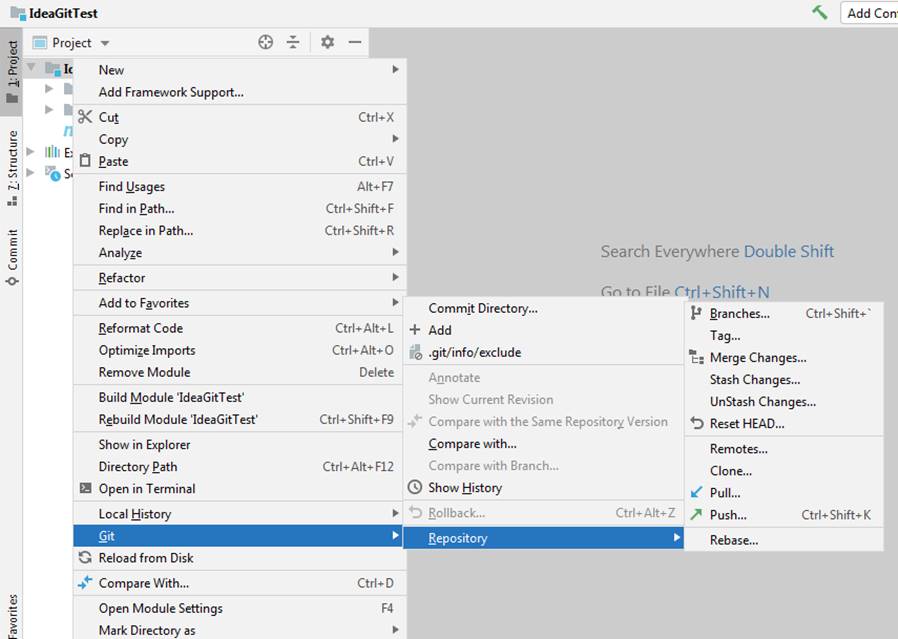 IdeaGitTest
Add Con
Project
1: Project
7: Structure
Commit
Favorites
New
Add Framework Support...
Cut Ctrl+X
Copy
Paste Ctrl+V
Find Usages Alt+F7
Find in Path... Ctrl+Shift+F
Replace in Path... Ctrl+Shift+R
Analyze
Refactor
Add to Favorites
Reformat Code Ctrl+Alt+L
Optimize Imports Ctrl+Alt+O
Remove Module Delete
Build Module 'IdeaGitTest'
Rebuild Module 'IdeaGitTest' Ctrl+Shift+F9
Show in Explorer
Directory Path Ctrl+Alt+F12
Open in Terminal
Local History
Git
Reload from Disk
Compare With... Ctrl+D
Open Module Settings F4
Mark Directory as
Search Everywhere Double Shift
Go to File Ctrl+Shift+N
Commit Directory...
Add
.git/info/exclude
Annotate
Show Current Revision
Compare with the Same Repository Version
Compare with...
Compare with Branch...
Show History
Rollback... Ctrl+Alt+Z
Repository
Branches... Ctrl+Shift+`
Tag...
Merge Changes...
Stash Changes...
UnStash Changes...
Reset HEAD...
Remotes...
Clone...
Pull...
Push... Ctrl+Shift+K
Rebase...